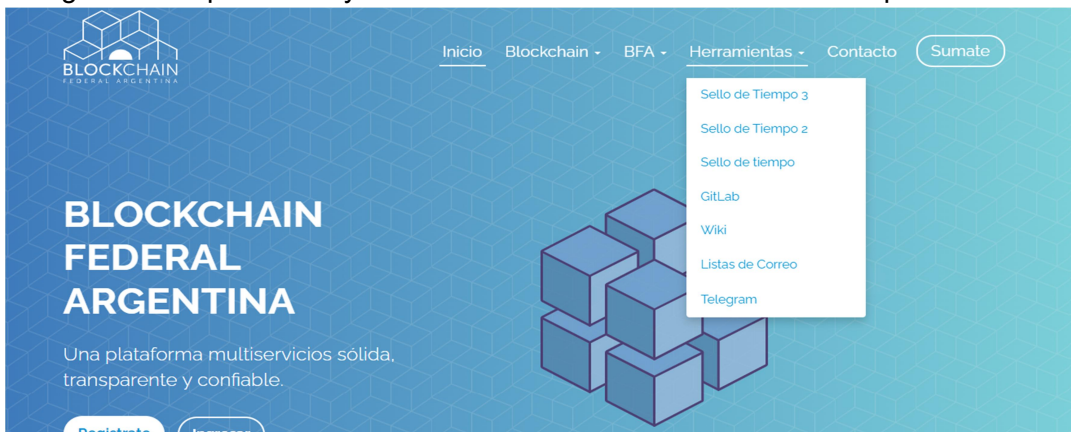 BLOCKCHAIN
FEDERAL ARGENTINA
Inicio Blockchain BFA Herramientas Contacto Sumate
Sello de Tiempo 3
Sello de Tiempo 2
Sello de tiempo
GitLab
Wiki
Listas de Correo
Telegram
BLOCKCHAIN
FEDERAL
ARGENTINA
Una plataforma multiservicios sólida,
transparente y confiable.